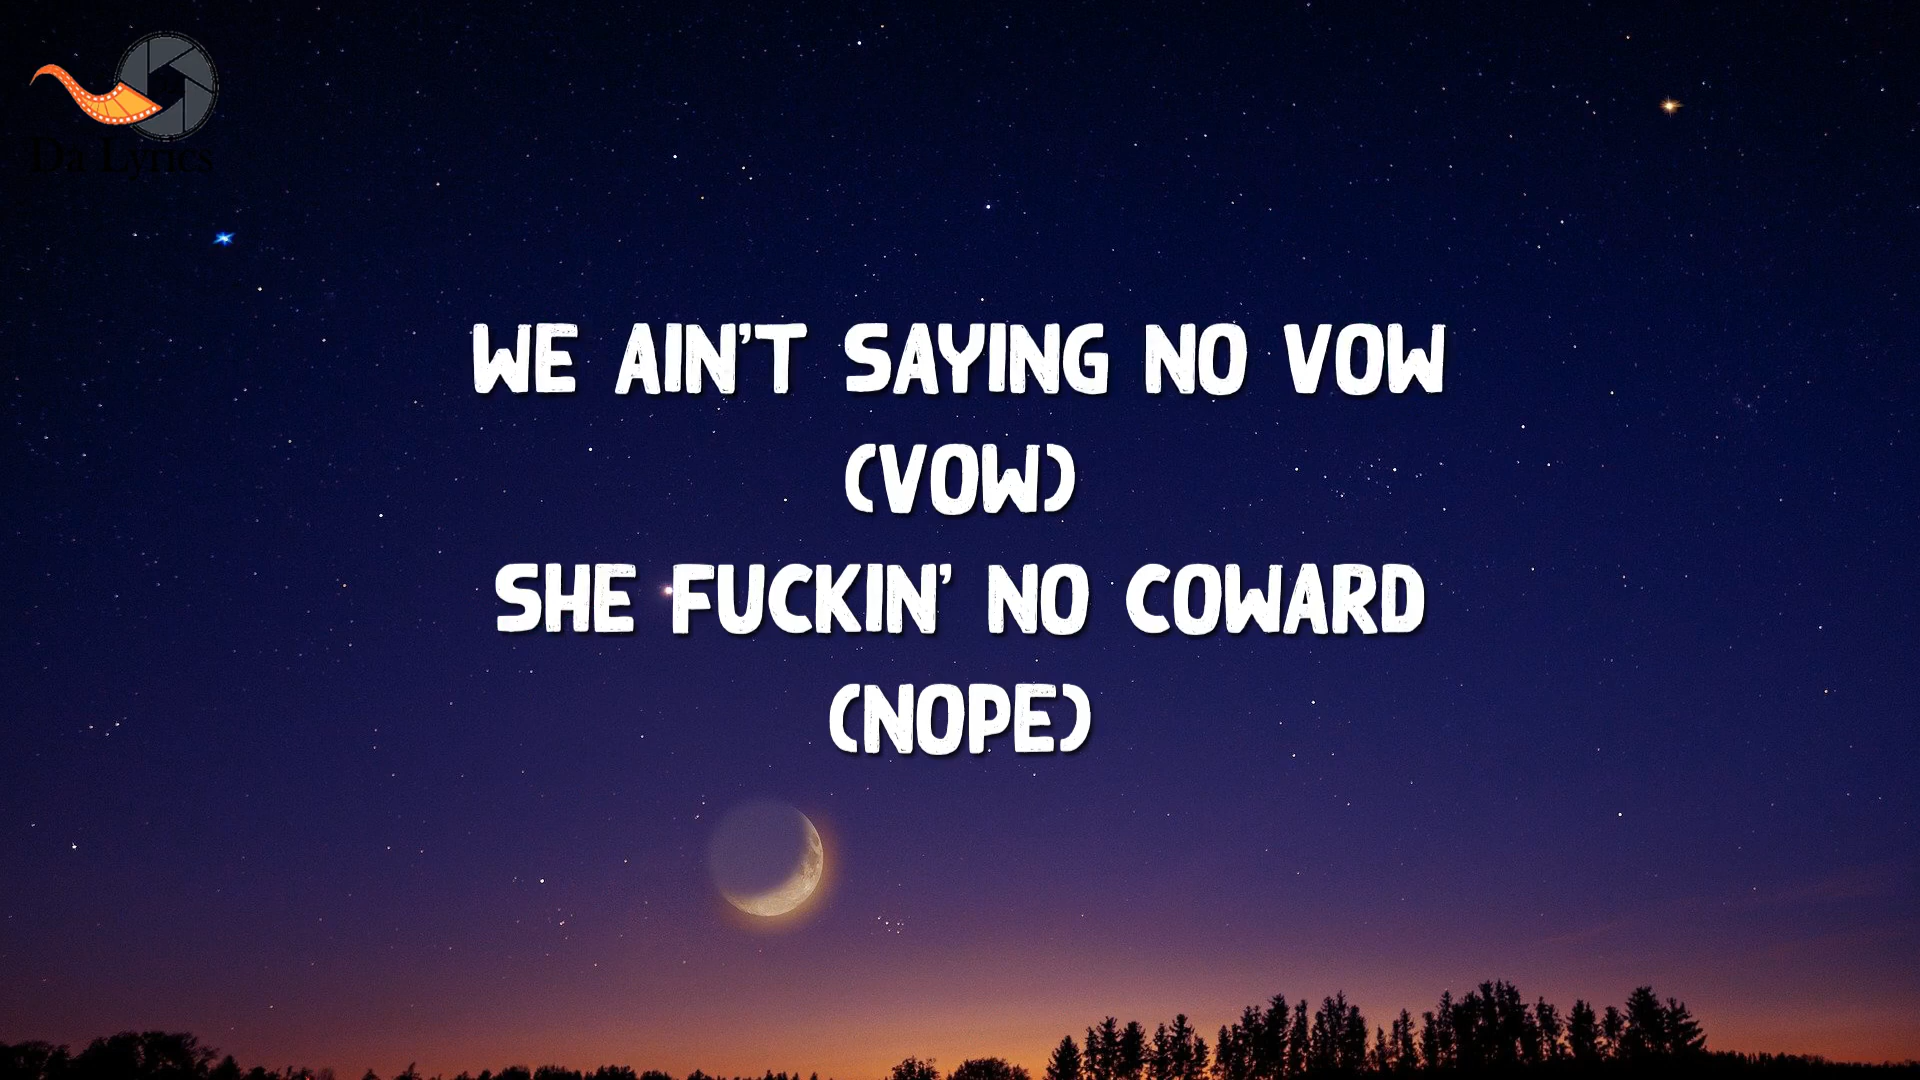 Da Lyrics
WE AIN'T SAYING NO VOW
(VOW)
SHE FUCKIN' NO COWARD
(NOPE)